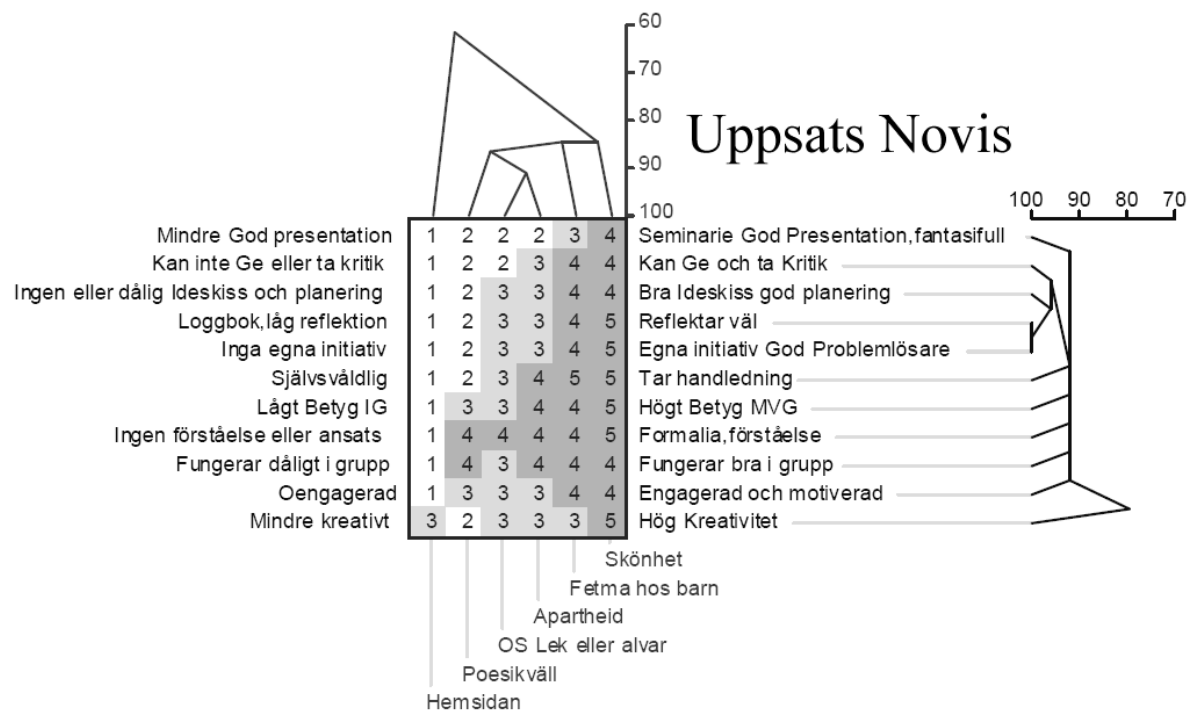 60
70
80
90
100
Uppsats Novis
100 90 80 70
Mindre God presentation 1 2 2 2 3 4 Seminarie God Presentation,fantasifull
Kan inte Ge eller ta kritik 1 2 2 3 4 4 Kan Ge och ta Kritik
Ingen eller dålig Ideskiss och planering 1 2 3 3 4 4 Bra Ideskiss god planering
Loggbok,låg reflektion 1 2 3 3 4 5 Reflektar väl
Inga egna initiativ 1 2 3 3 4 5 Egna initiativ God Problemlösare
Självsvåldlig 1 2 3 4 5 5 Tar handledning
Lågt Betyg IG 1 3 3 4 4 5 Högt Betyg MVG
Ingen förståelse eller ansats 1 4 4 4 4 5 Formalia,förståelse
Fungerar dåligt i grupp 1 4 3 4 4 4 Fungerar bra i grupp
Oengagerad 1 3 3 3 4 4 Engagerad och motiverad
Mindre kreativt 3 2 3 3 3 5 Hög Kreativitet
Skönhet
Fetma hos barn
Apartheid
OS Lek eller alvar
Poesikväll
Hemsidan